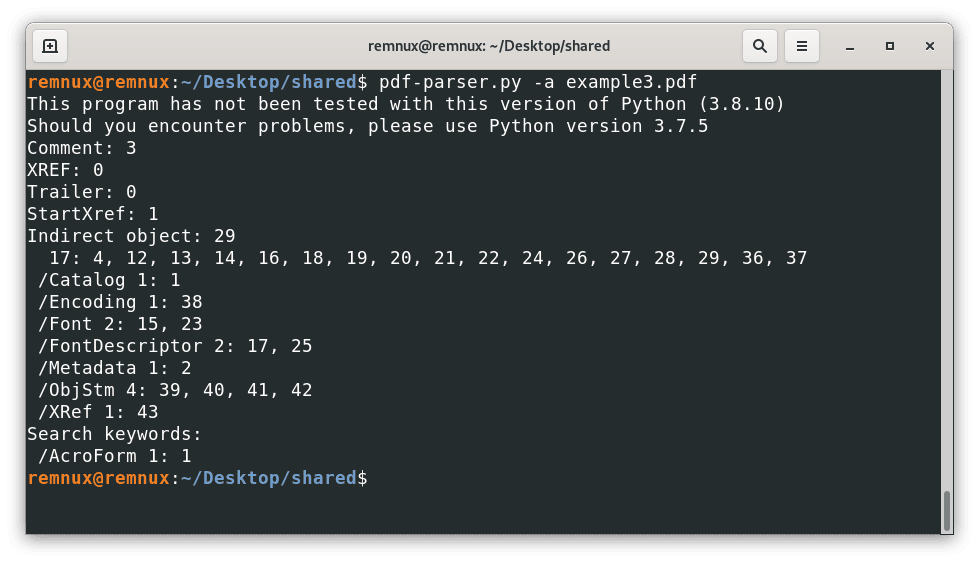 remnux@remnux: ~/Desktop/shared
remnux@remnux:~/Desktop/shared$ pdf-parser.py -a example3.pdf
This program has not been tested with this version of Python (3.8.10)
Should you encounter problems, please use Python version 3.7.5
Comment: 3
XREF: 0
Trailer: 0
StartXref: 1
Indirect object: 29
  17: 4, 12, 13, 14, 16, 18, 19, 20, 21, 22, 24, 26, 27, 28, 29, 36, 37
 /Catalog 1: 1
 /Encoding 1: 38
 /Font 2: 15, 23
 /FontDescriptor 2: 17, 25
 /Metadata 1: 2
 /ObjStm 4: 39, 40, 41, 42
 /XRef 1: 43
Search keywords:
 /AcroForm 1: 1
remnux@remnux:~/Desktop/shared$